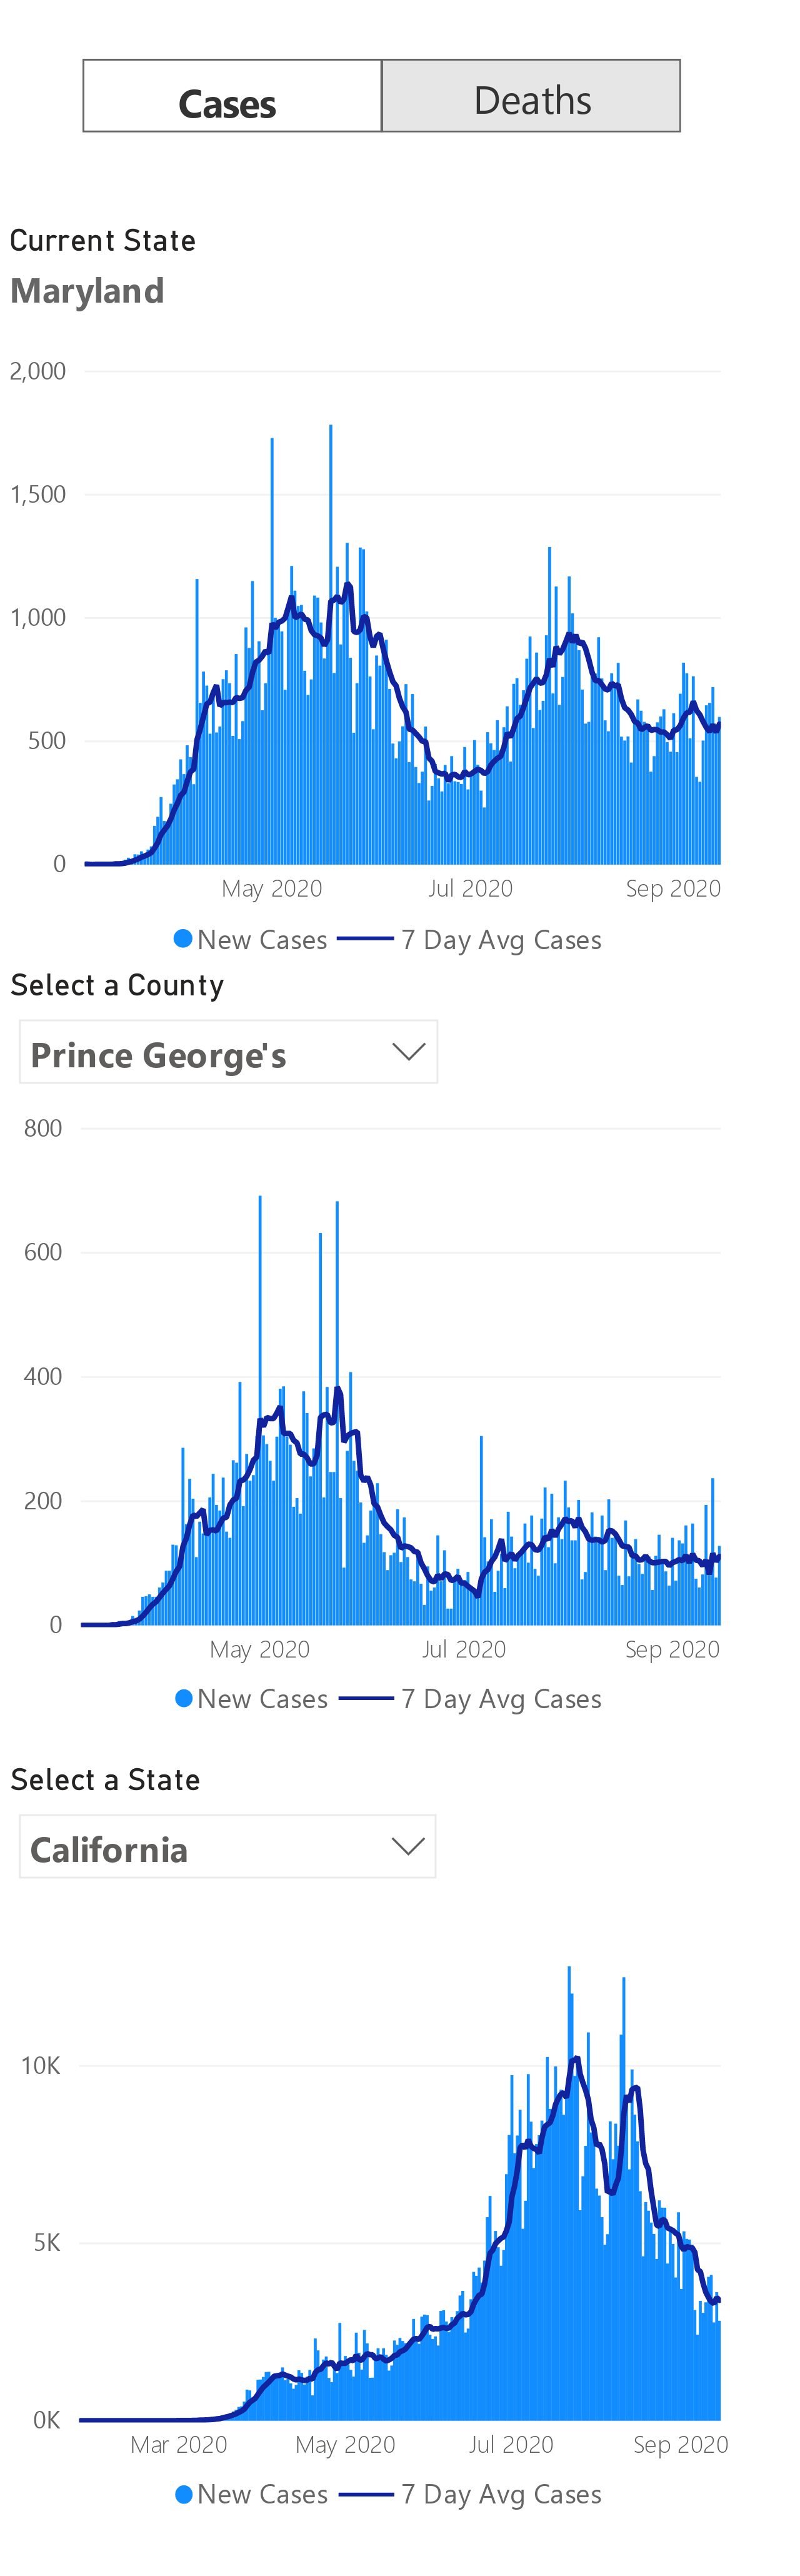 Cases Deaths
Current State
Maryland
2,000
1,500
1,000
500
0
May 2020 Jul 2020 Sep 2020
New Cases 7 Day Avg Cases
Select a County
Prince George's
800
600
400
200
0
May 2020 Jul 2020 Sep 2020
New Cases 7 Day Avg Cases
Select a State
California
10K
5K
0K
Mar 2020 May 2020 Jul 2020 Sep 2020
New Cases 7 Day Avg Cases